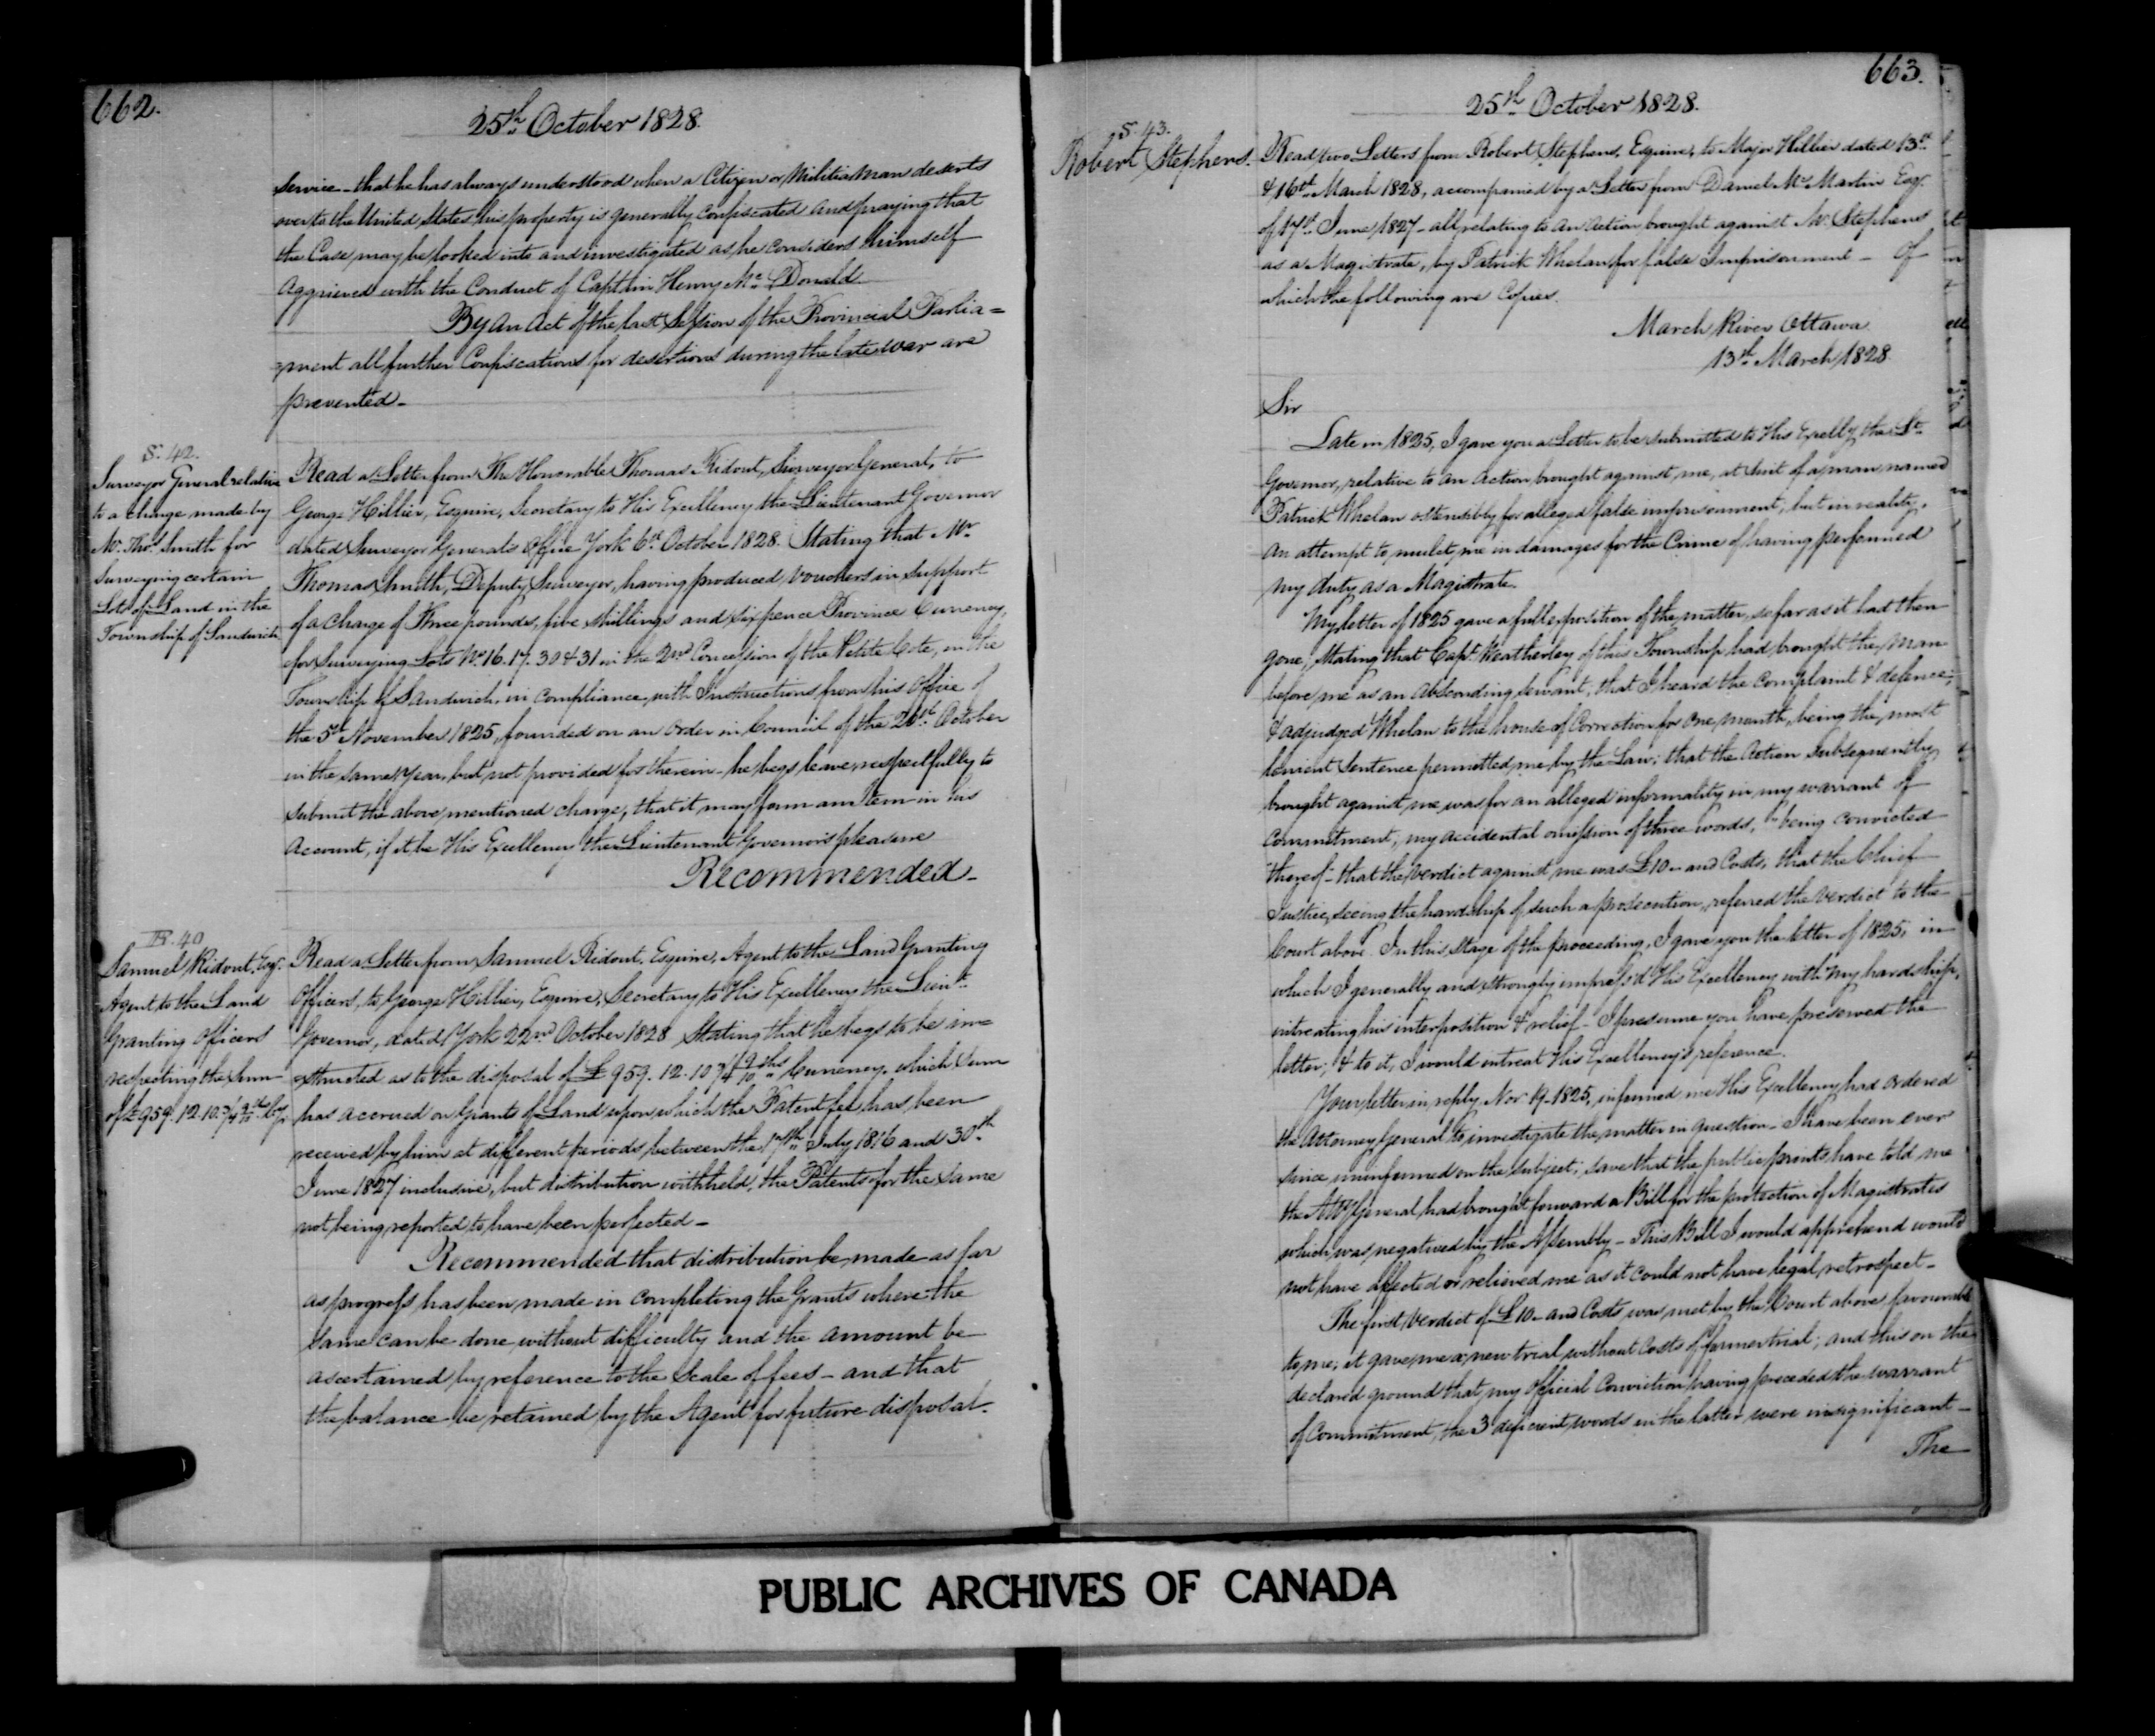 662.
25th October 1828.
Service - that he has always understood when a Citizen or Militia Man deserts
over to the United States his property is generally confiscated and praying that
the Case may be looked into and investigated as he considers himself
Aggrieved with the Conduct of Captain Henry Mc Donald.
By an Act of the last Session of the Provincial Parlia=
=ment all further Confiscations for desertions during the late War are
prevented -
S. 42.
Surveyor General relative
to a Charge made by
Mr. Thos. Smith for
Surveying certain
Lots of Land in the
Township of Sandwich
Read a Letter from The Honorable Thomas Ridout, Surveyor General, to
George Hillier, Esquire, Secretary to His Excellency the Lieutenant Governor
dated Surveyor Generals Office York 6th October 1828. Stating that Mr
Thomas Smith, Deputy Surveyor, having produced Vouchers in support
of a Charge of Three pounds, five Shillings and Sixpence Province Currency,
for Surveying Lots No 16. 17. 30 & 31 in the 2nd Concession of the Petite Cote, in the
Township of Sandwich, in compliance with Instructions from his Office of
the 5th November 1825, founded on an Order in Council of the October
in the same Year, but not provided for therein - he begs leave respectfully to
submit the above mentioned charge, that it may form an Item in his
Account, if it be His Excellency the Lieutenant Governor's pleasure
Recommended -
R. 40
Samuel Ridout, Esqr.
Agent to the Land
Granting Officers
respecting the Sum
of £959. 12. 10¾ 9/10ths Cy.
Read a Letter from Samuel Ridout, Esquire, Agent to the Land Granting
Officers, to George Hillier, Esquire, Secretary to His Excellency the Lieut.
Governor, dated York 22nd October 1828 Stating that he begs to be in=
=structed as to the disposal of £959. 12. 10¾ 9/10ths Currency. which Sum
has accrued on Grants of Land upon which the Patent fee has been
received by him at different periods, between the 17th July 1816 and 30th
June 1827 inclusive, but distribution withheld, the Patents for the same
not being reported to have been perfected -
Recommended that distribution be made as far
as progress has been made in completing the Grants where the
same can be done without difficulty and the amount be
ascertained by reference to the Scale of fees - and that
the balance be retained by the Agent for future disposal.
663.
25th October 1828.
S. 43.
Robert Stephens.
Read two Letters from Robert Stephens, Esquire, to Major Hillier dated 13th
& 16th March 1828, accompanied by a Letter from Daniel Mc Martin Esqr.
of 17th June 1827 - all relating to an Action brought against Mr. Stephens
as a Magistrate, by Patrick Whelan for false Imprisonment - Of
which the following are Copies.
March River Ottawa
13th March 1828
Sir
Late in 1825, I gave you a Letter to be submitted to His Excelly. the Lt.
Governor, relative to an Action brought against me, at suit of a man named
Patrick Whelan ostensibly for alleged false imprisonment, but in reality,
an attempt to mulct me in damages for the Crime of having performed
my duty as a Magistrate.
My letter of 1825 gave a full exposition of the matter, so far as it had then
gone, stating that Capt. Weatherley of this Township had brought the man
before me as an Absconding Servant, that I heard the Complaint & defence;
& adjudged Whelan to the house of Correction for one month, being the most
lenient Sentence permitted me by the Law; that the Action subsequently
brought against me was for an alleged informality in my warrant of
Commitment, my accidental omission of three words, "being convicted
"thereof" - that the verdict against me was £10 - and Costs, that the Chief
Justice, seeing the hardship of such a prosecution, referred the verdict to the
Court above. In this Stage of the proceeding, I gave you the letter of 1825, in
which I generally and strongly impress'd His Excellency with my hardship,
intreating his interposition & relief - I presume you have preserved the
letter; & to it, I would intreat His Excellency's reference.
Your letter in reply, Nov 19 - 1825, informed me His Excellency had ordered
the Attorney General to investigate the matter in question - I have been ever
since uninformed on the subject; save that the public prints have told me
the Atty. General had brought forward a Bill for the protection of Magistrates
which was negatived by the Assembly - This Bill I would apprehend would
not have affected or relieved me as it could not have legal retrospect -
The first verdict of £10 - and Costs was met by the Court above favourable
to me; it gave me a new trial without Costs of former trial; and this on the
declared ground that my Official Conviction having preceded the warrant
of Commitment, the 3 deficient words in the latter were insignificant -
The
PUBLIC ARCHIVES OF CANADA